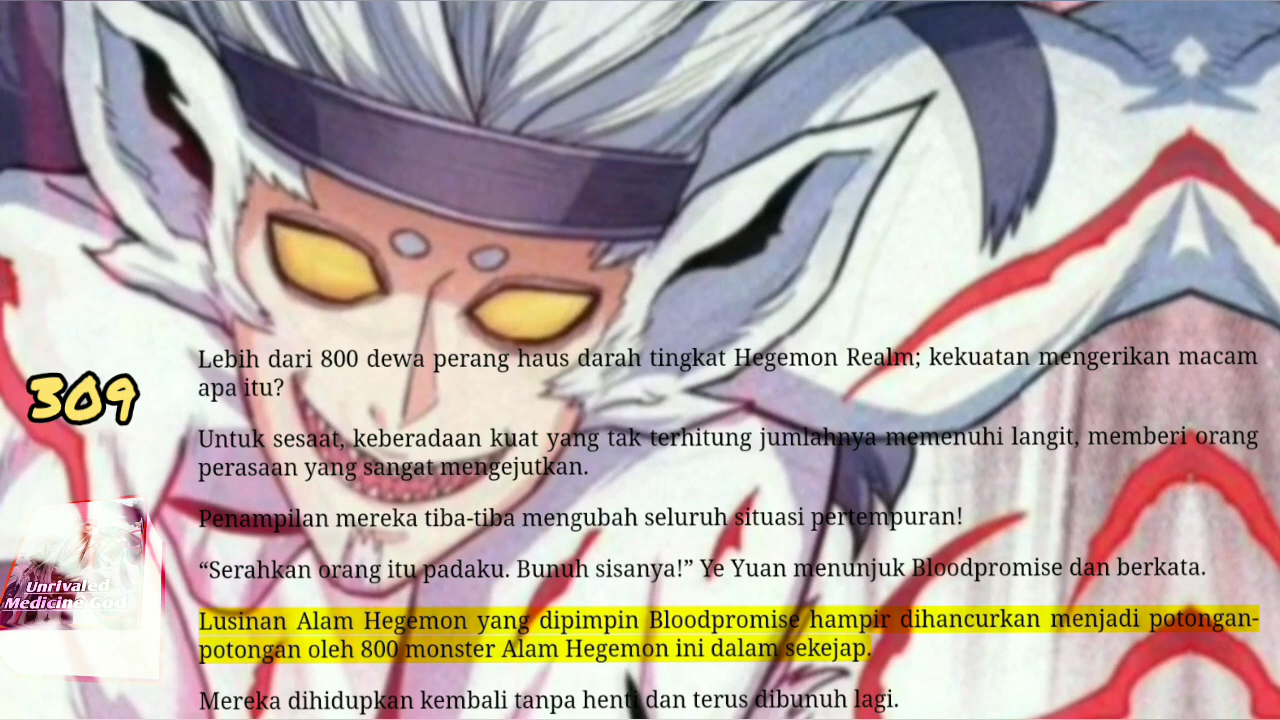 Lebih dari 800 dewa perang haus darah tingkat Hegemon Realm; kekuatan mengerikan macam
apa itu?
Untuk sesaat, keberadaan kuat yang tak terhitung jumlahnya memenuhi langit, memberi orang
perasaan yang sangat mengejutkan.
Penampilan mereka tiba-tiba mengubah seluruh situasi pertempuran!
“Serahkan orang itu padaku. Bunuh sisanya!” Ye Yuan menunjuk Bloodpromise dan berkata.
Lusinan Alam Hegemon yang dipimpin Bloodpromise hampir dihancurkan menjadi potongan-
potongan oleh 800 monster Alam Hegemon ini dalam sekejap.
Mereka dihidupkan kembali tanpa henti dan terus dibunuh lagi.
309
Unrivaled
Medicine God